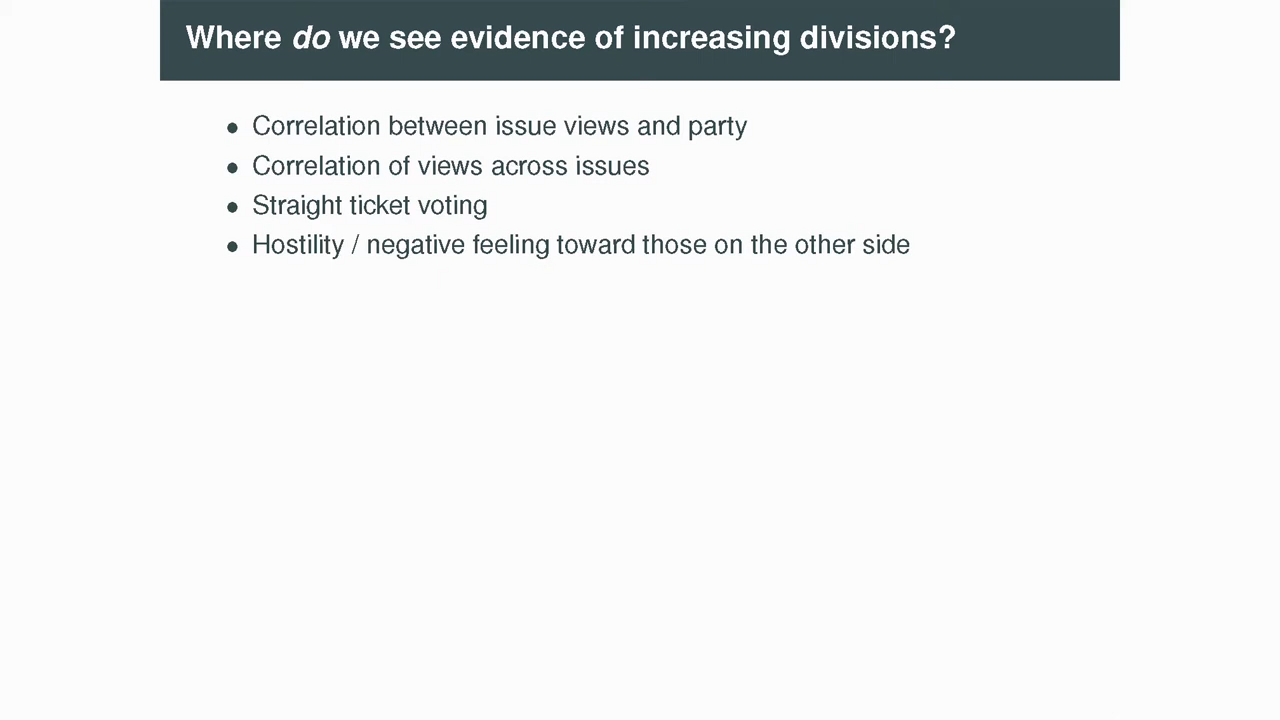 Where do we see evidence of increasing divisions?
• Correlation between issue views and party
• Correlation of views across issues
• Straight ticket voting
• Hostility / negative feeling toward those on the other side